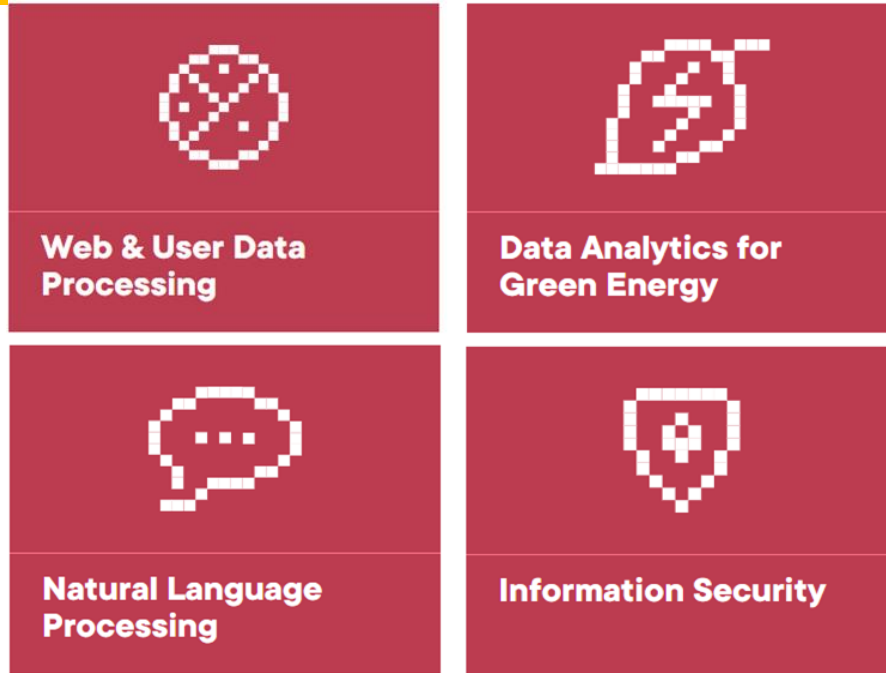 Web & User Data
Processing
Data Analytics for
Green Energy
Natural Language
Processing
Information Security